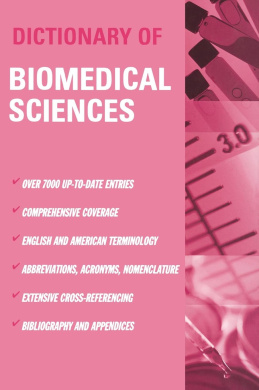 DICTIONARY OF
BIOMEDICAL
SCIENCES
✓ OVER 7000 UP-TO-DATE ENTRIES
3.0
✓ COMPREHENSIVE COVERAGE
✓ ENGLISH AND AMERICAN TERMINOLOGY
✓ ABBREVIATIONS, ACRONYMS, NOMENCLATURE
✓ EXTENSIVE CROSS-REFERENCING
✓ BIBLIOGRAPHY AND APPENDICES